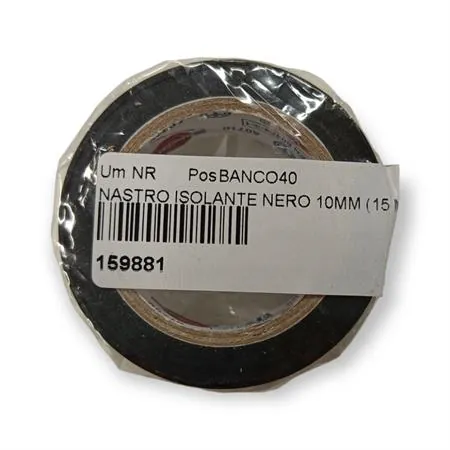 Um NR PosBANCO40
NASTRO ISOLANTE NERO 10MM (15 M
159881